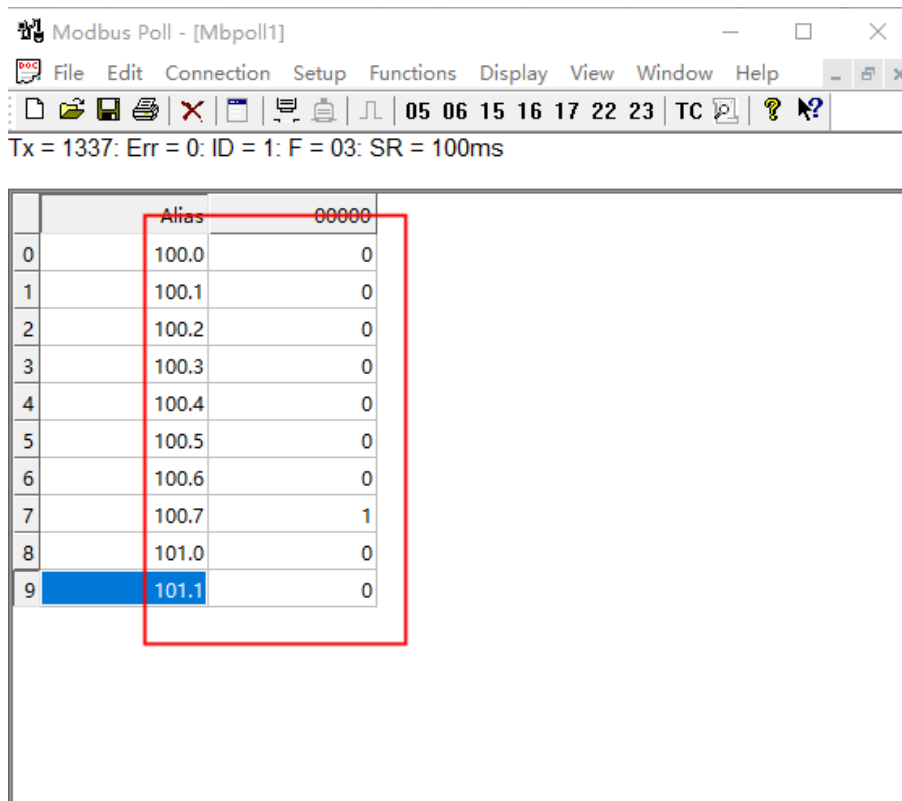 Modbus Poll - [Mbpoll1]
File Edit Connection Setup Functions Display View Window Help
05 06 15 16 17 22 23 TC
Tx = 1337: Err = 0: ID = 1: F = 03: SR = 100ms
Alias 00000
0 100.0 0
1 100.1 0
2 100.2 0
3 100.3 0
4 100.4 0
5 100.5 0
6 100.6 0
7 100.7 1
8 101.0 0
9 101.1 0